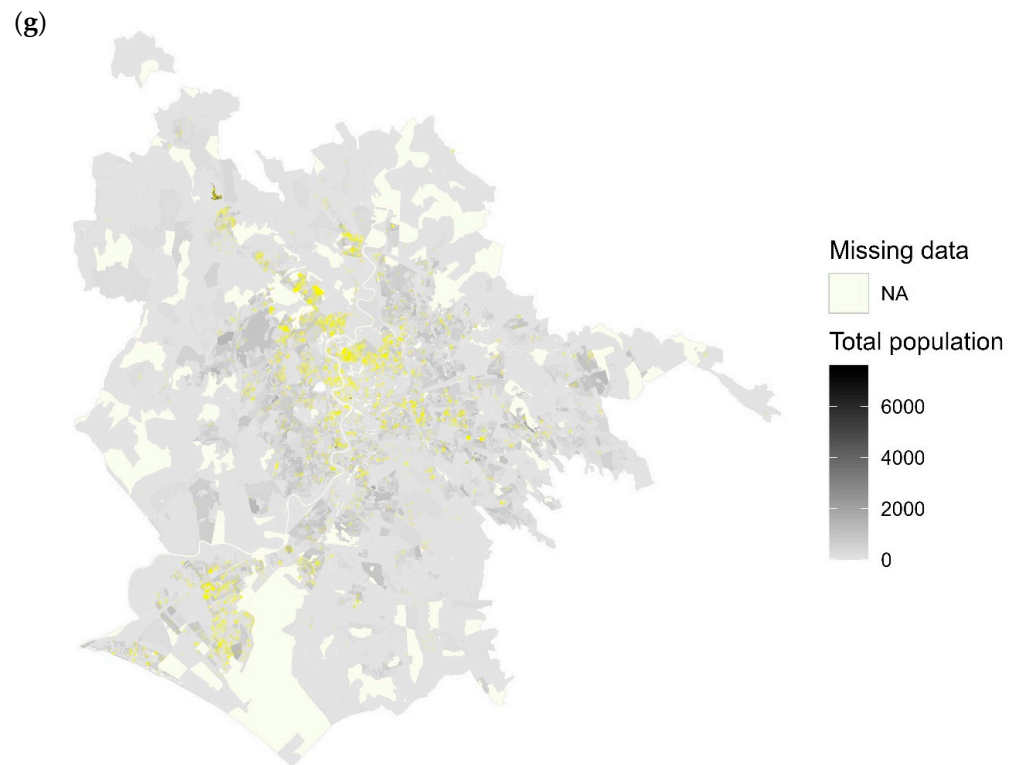 (g)
Missing data
NA
Total population
6000
4000
2000
0